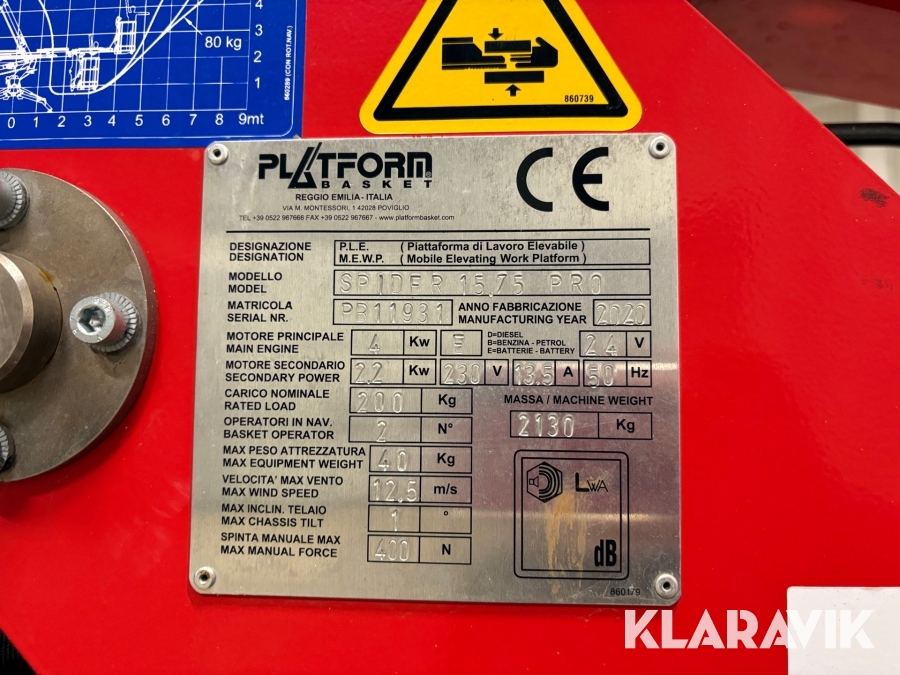 4
3
2
1
80 kg
0 1 2 3 4 5 6 7 8 9mt
860289 (CON ROT.NAV.)
860739
PLATFORM®
BASKET
REGGIO EMILIA - ITALIA
VIA M. MONTESSORI, 1 42028 POVIGLIO
TEL +39 0522 967666 FAX +39 0522 967667 - www.platformbasket.com
CE
DESIGNAZIONE P.L.E. ( Piattaforma di Lavoro Elevabile )
DESIGNATION M.E.W.P. ( Mobile Elevating Work Platform )
MODELLO
MODEL SPIDER 15.75 PRO
MATRICOLA
SERIAL NR. PB11931
ANNO FABBRICAZIONE
MANUFACTURING YEAR 2020
MOTORE PRINCIPALE
MAIN ENGINE 4 Kw E
D=DIESEL
B=BENZINA - PETROL
E=BATTERIE - BATTERY
24 V
MOTORE SECONDARIO
SECONDARY POWER 2.2 Kw 230 V 13.5 A 50 Hz
CARICO NOMINALE
RATED LOAD 200 Kg
MASSA / MACHINE WEIGHT
2130 Kg
OPERATORI IN NAV.
BASKET OPERATOR 2 N°
MAX PESO ATTREZZATURA
MAX EQUIPMENT WEIGHT 40 Kg
VELOCITA' MAX VENTO
MAX WIND SPEED 12,5 m/s
MAX INCLIN. TELAIO
MAX CHASSIS TILT 1 °
SPINTA MANUALE MAX
MAX MANUAL FORCE 400 N
LWA
dB
860179
KLARAVIK